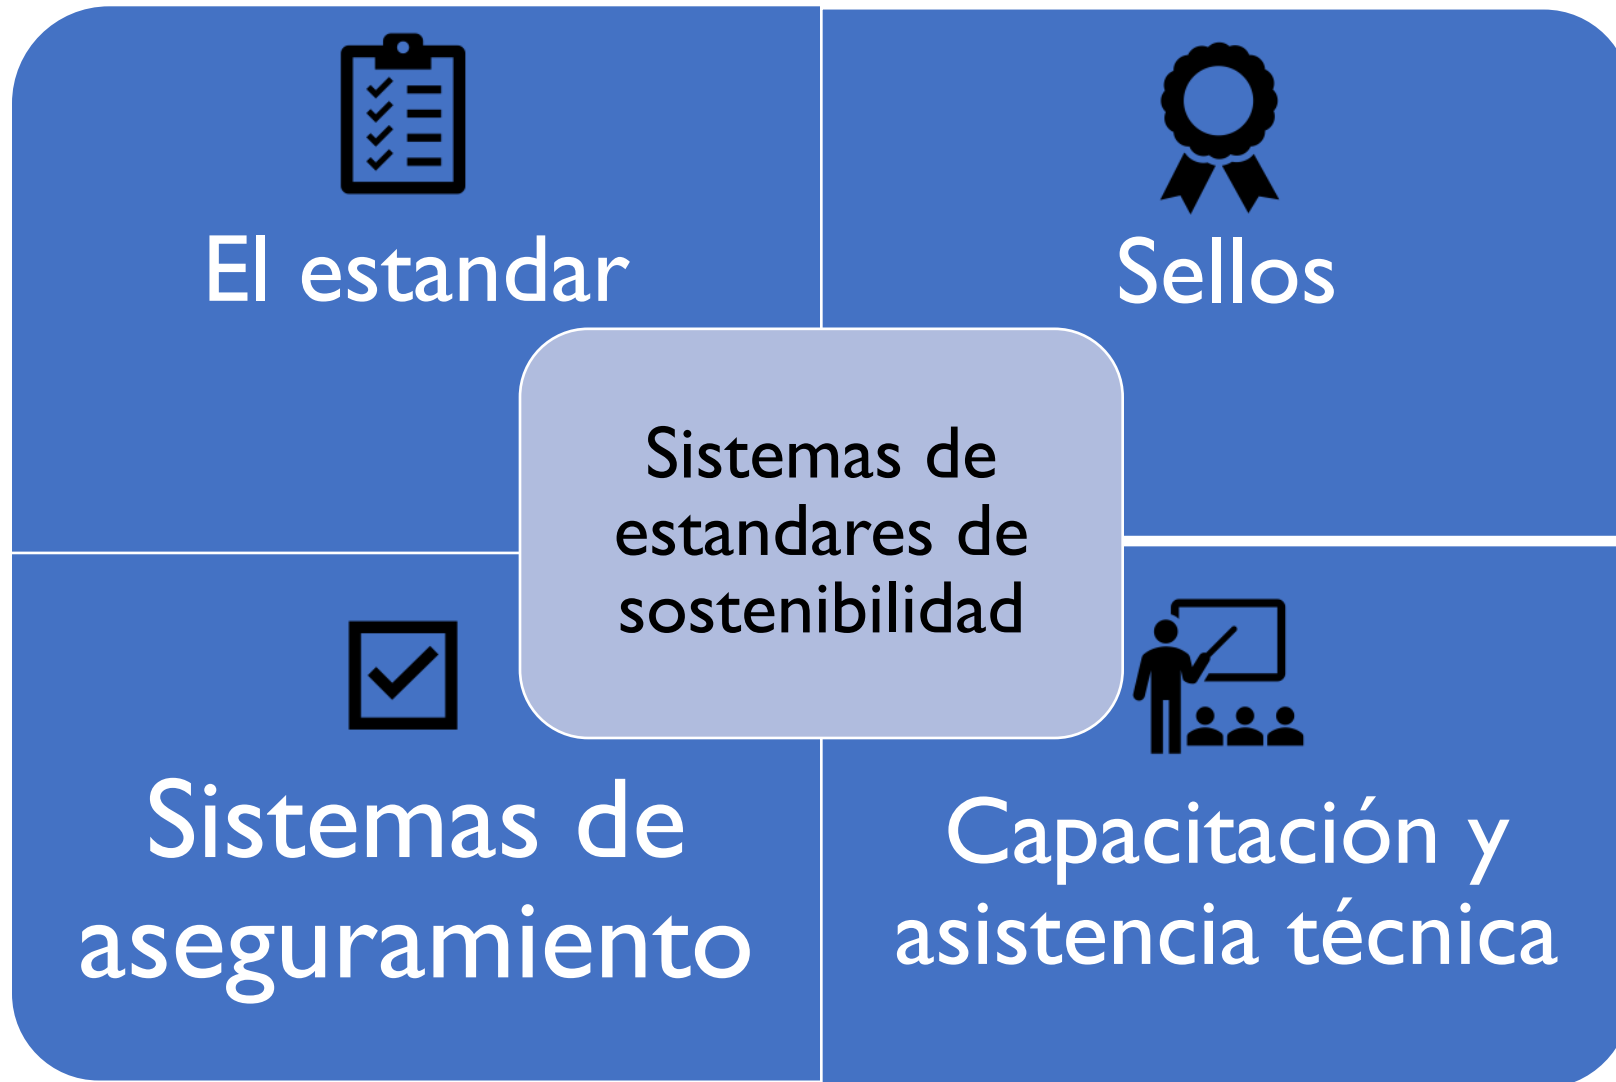 El estandar
Sellos
Sistemas de
estandares de
sostenibilidad
Sistemas de
aseguramiento
Capacitación y
asistencia técnica